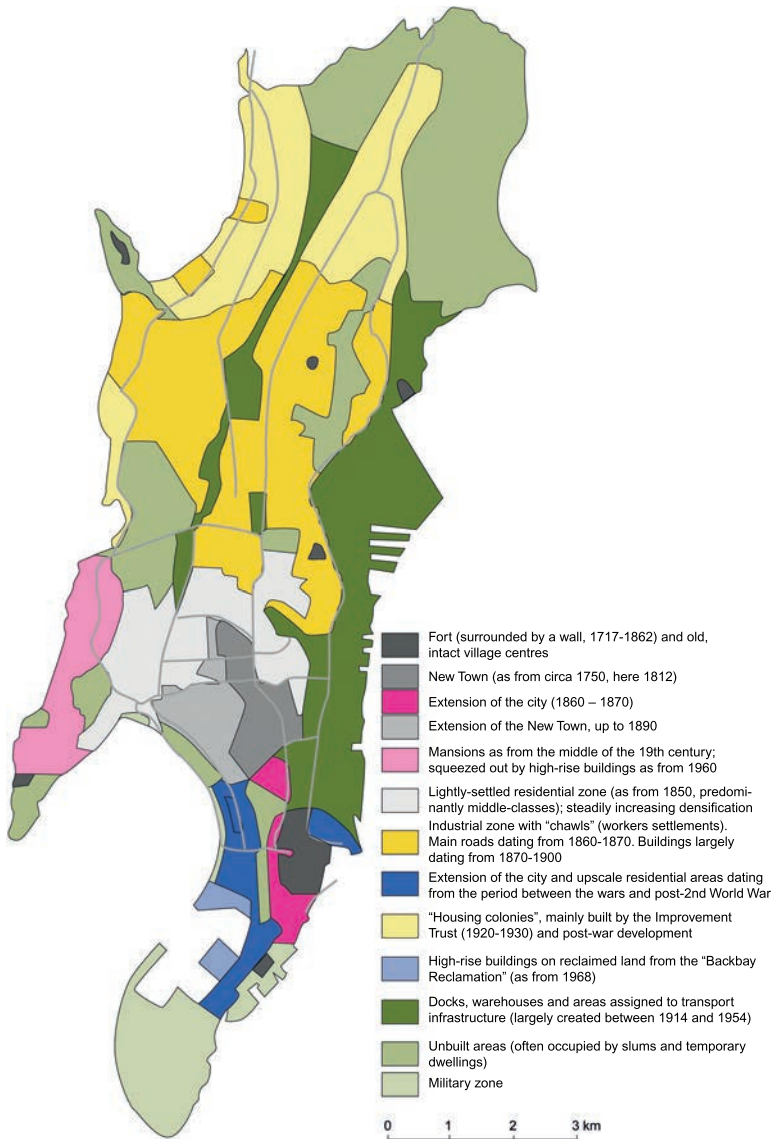 Fort (surrounded by a wall, 1717-1862) and old,
intact village centres
New Town (as from circa 1750, here 1812)
Extension of the city (1860 – 1870)
Extension of the New Town, up to 1890
Mansions as from the middle of the 19th century;
squeezed out by high-rise buildings as from 1960
Lightly-settled residential zone (as from 1850, predomi-
nantly middle-classes); steadily increasing densification
Industrial zone with “chawls” (workers settlements).
Main roads dating from 1860-1870. Buildings largely
dating from 1870-1900
Extension of the city and upscale residential areas dating
from the period between the wars and post-2nd World War
“Housing colonies”, mainly built by the Improvement
Trust (1920-1930) and post-war development
High-rise buildings on reclaimed land from the “Backbay
Reclamation” (as from 1968)
Docks, warehouses and areas assigned to transport
infrastructure (largely created between 1914 and 1954)
Unbuilt areas (often occupied by slums and temporary
dwellings)
Military zone
0 1 2 3 km